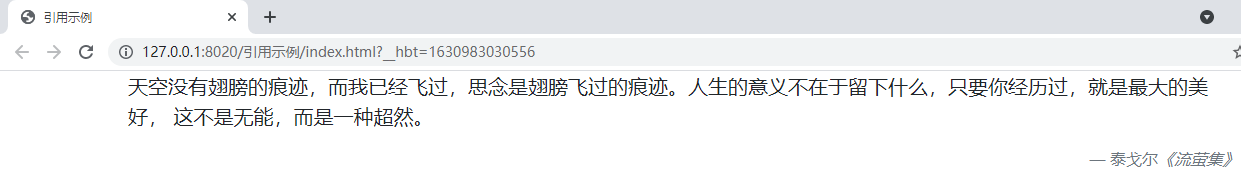 引用示例
127.0.0.1:8020/引用示例/index.html?__hbt=1630983030556
天空没有翅膀的痕迹，而我已经飞过，思念是翅膀飞过的痕迹。人生的意义不在于留下什么，只要你经历过，就是最大的美
好， 这不是无能，而是一种超然。
— 泰戈尔《流萤集》